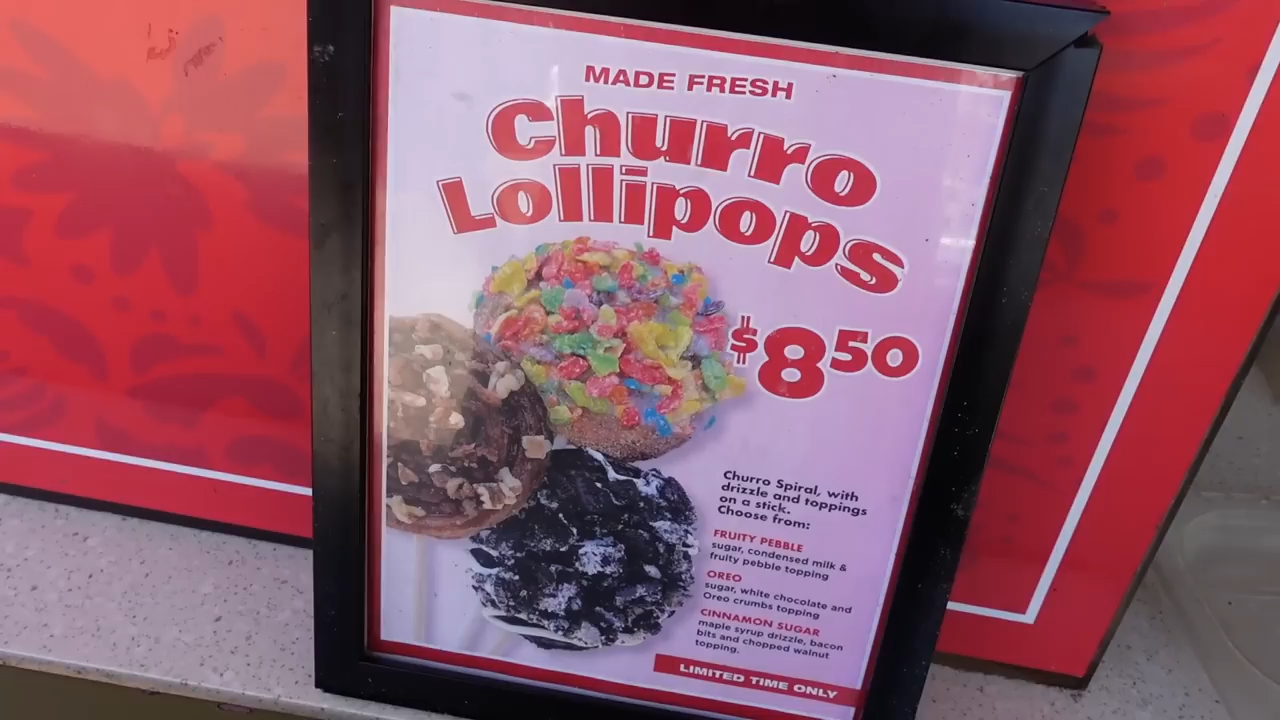 MADE FRESH
Churro
Lollipops
$850
Churro Spiral, with
drizzle and toppings
on a stick.
Choose from:
FRUITY PEBBLE
sugar, condensed milk &
fruity pebble topping
OREO
sugar, white chocolate and
Oreo crumbs topping
CINNAMON SUGAR
maple syrup drizzle, bacon
bits and chopped walnut
topping.
LIMITED TIME ONLY